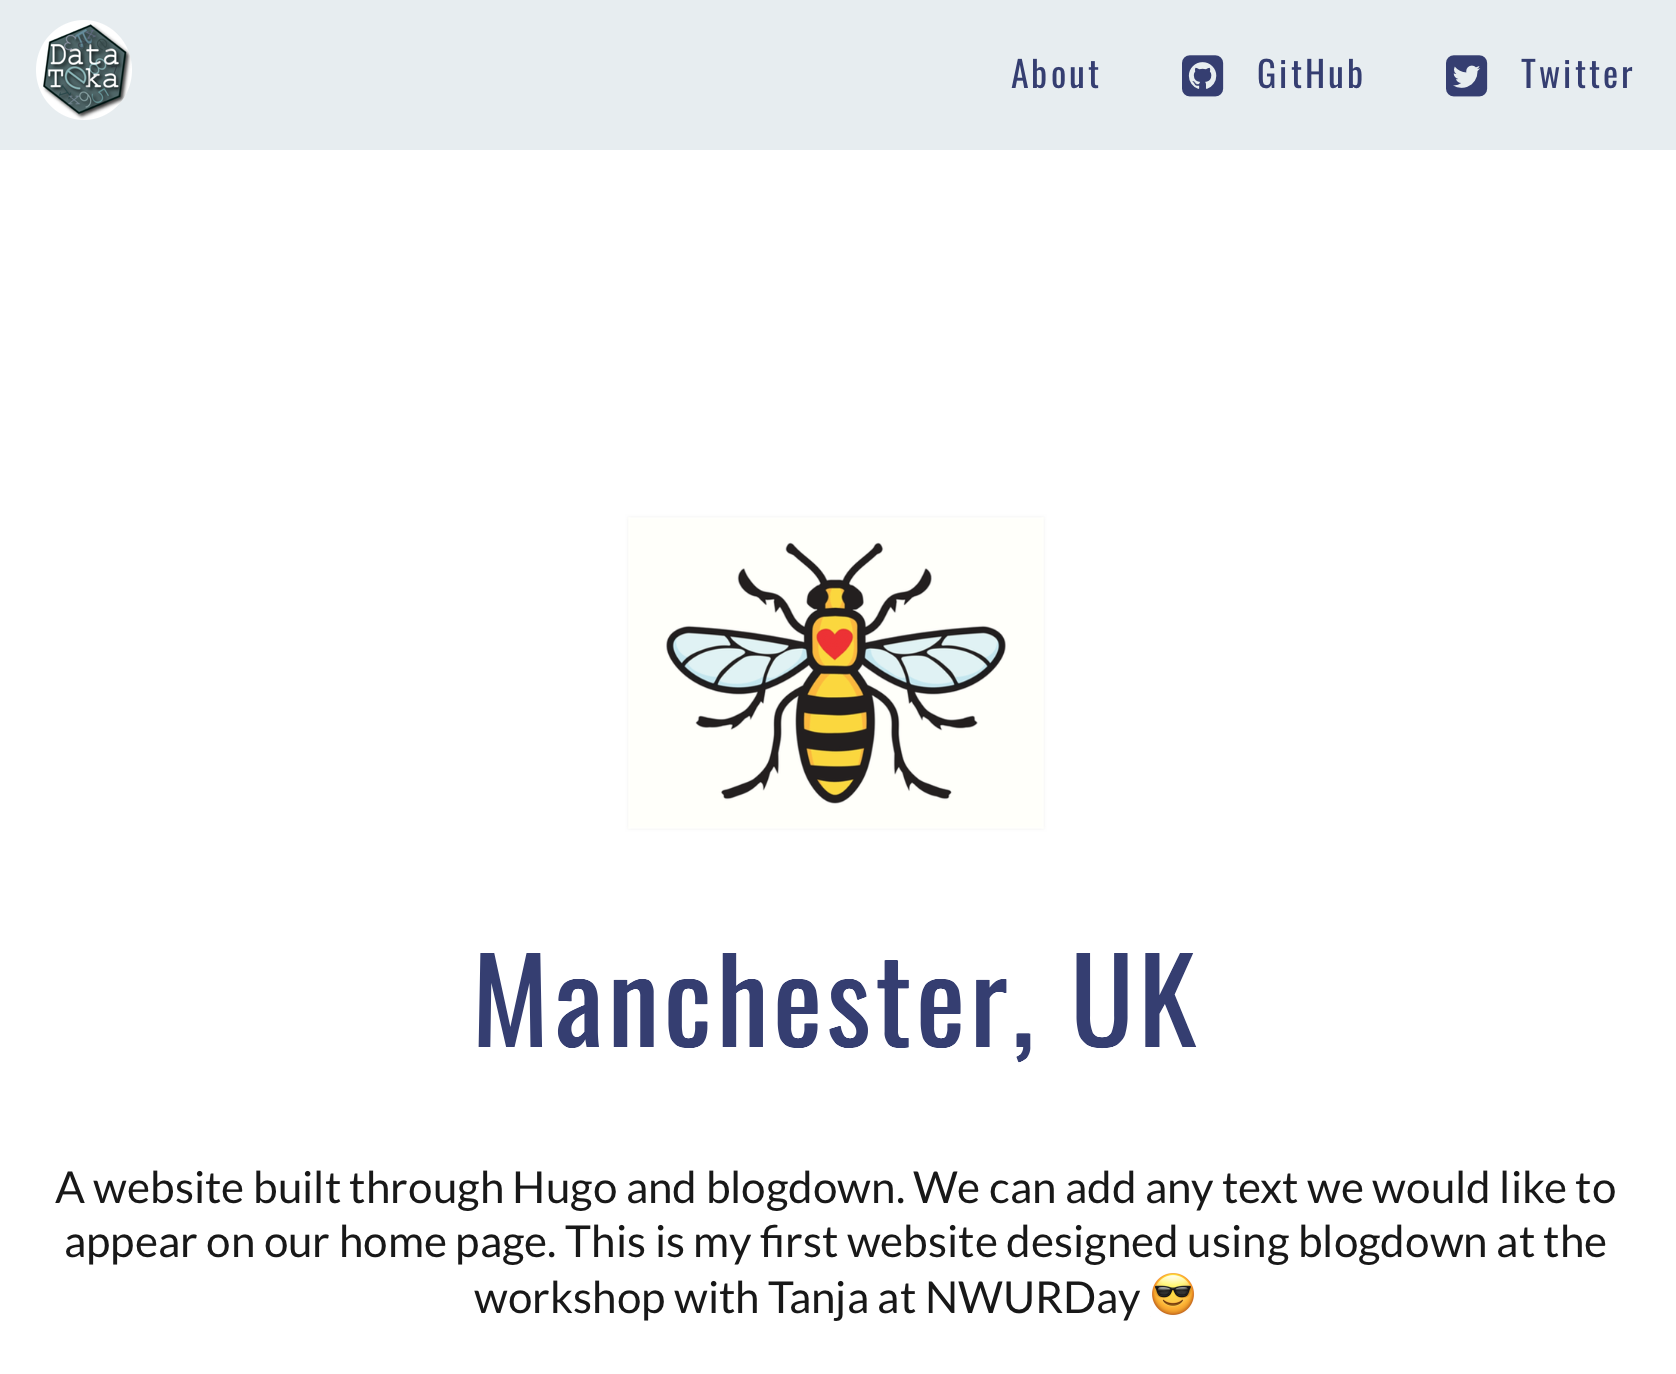 Data
Teka
About
GitHub
Twitter
Manchester, UK
A website built through Hugo and blogdown. We can add any text we would like to
appear on our home page. This is my first website designed using blogdown at the
workshop with Tanja at NWURDay 😎